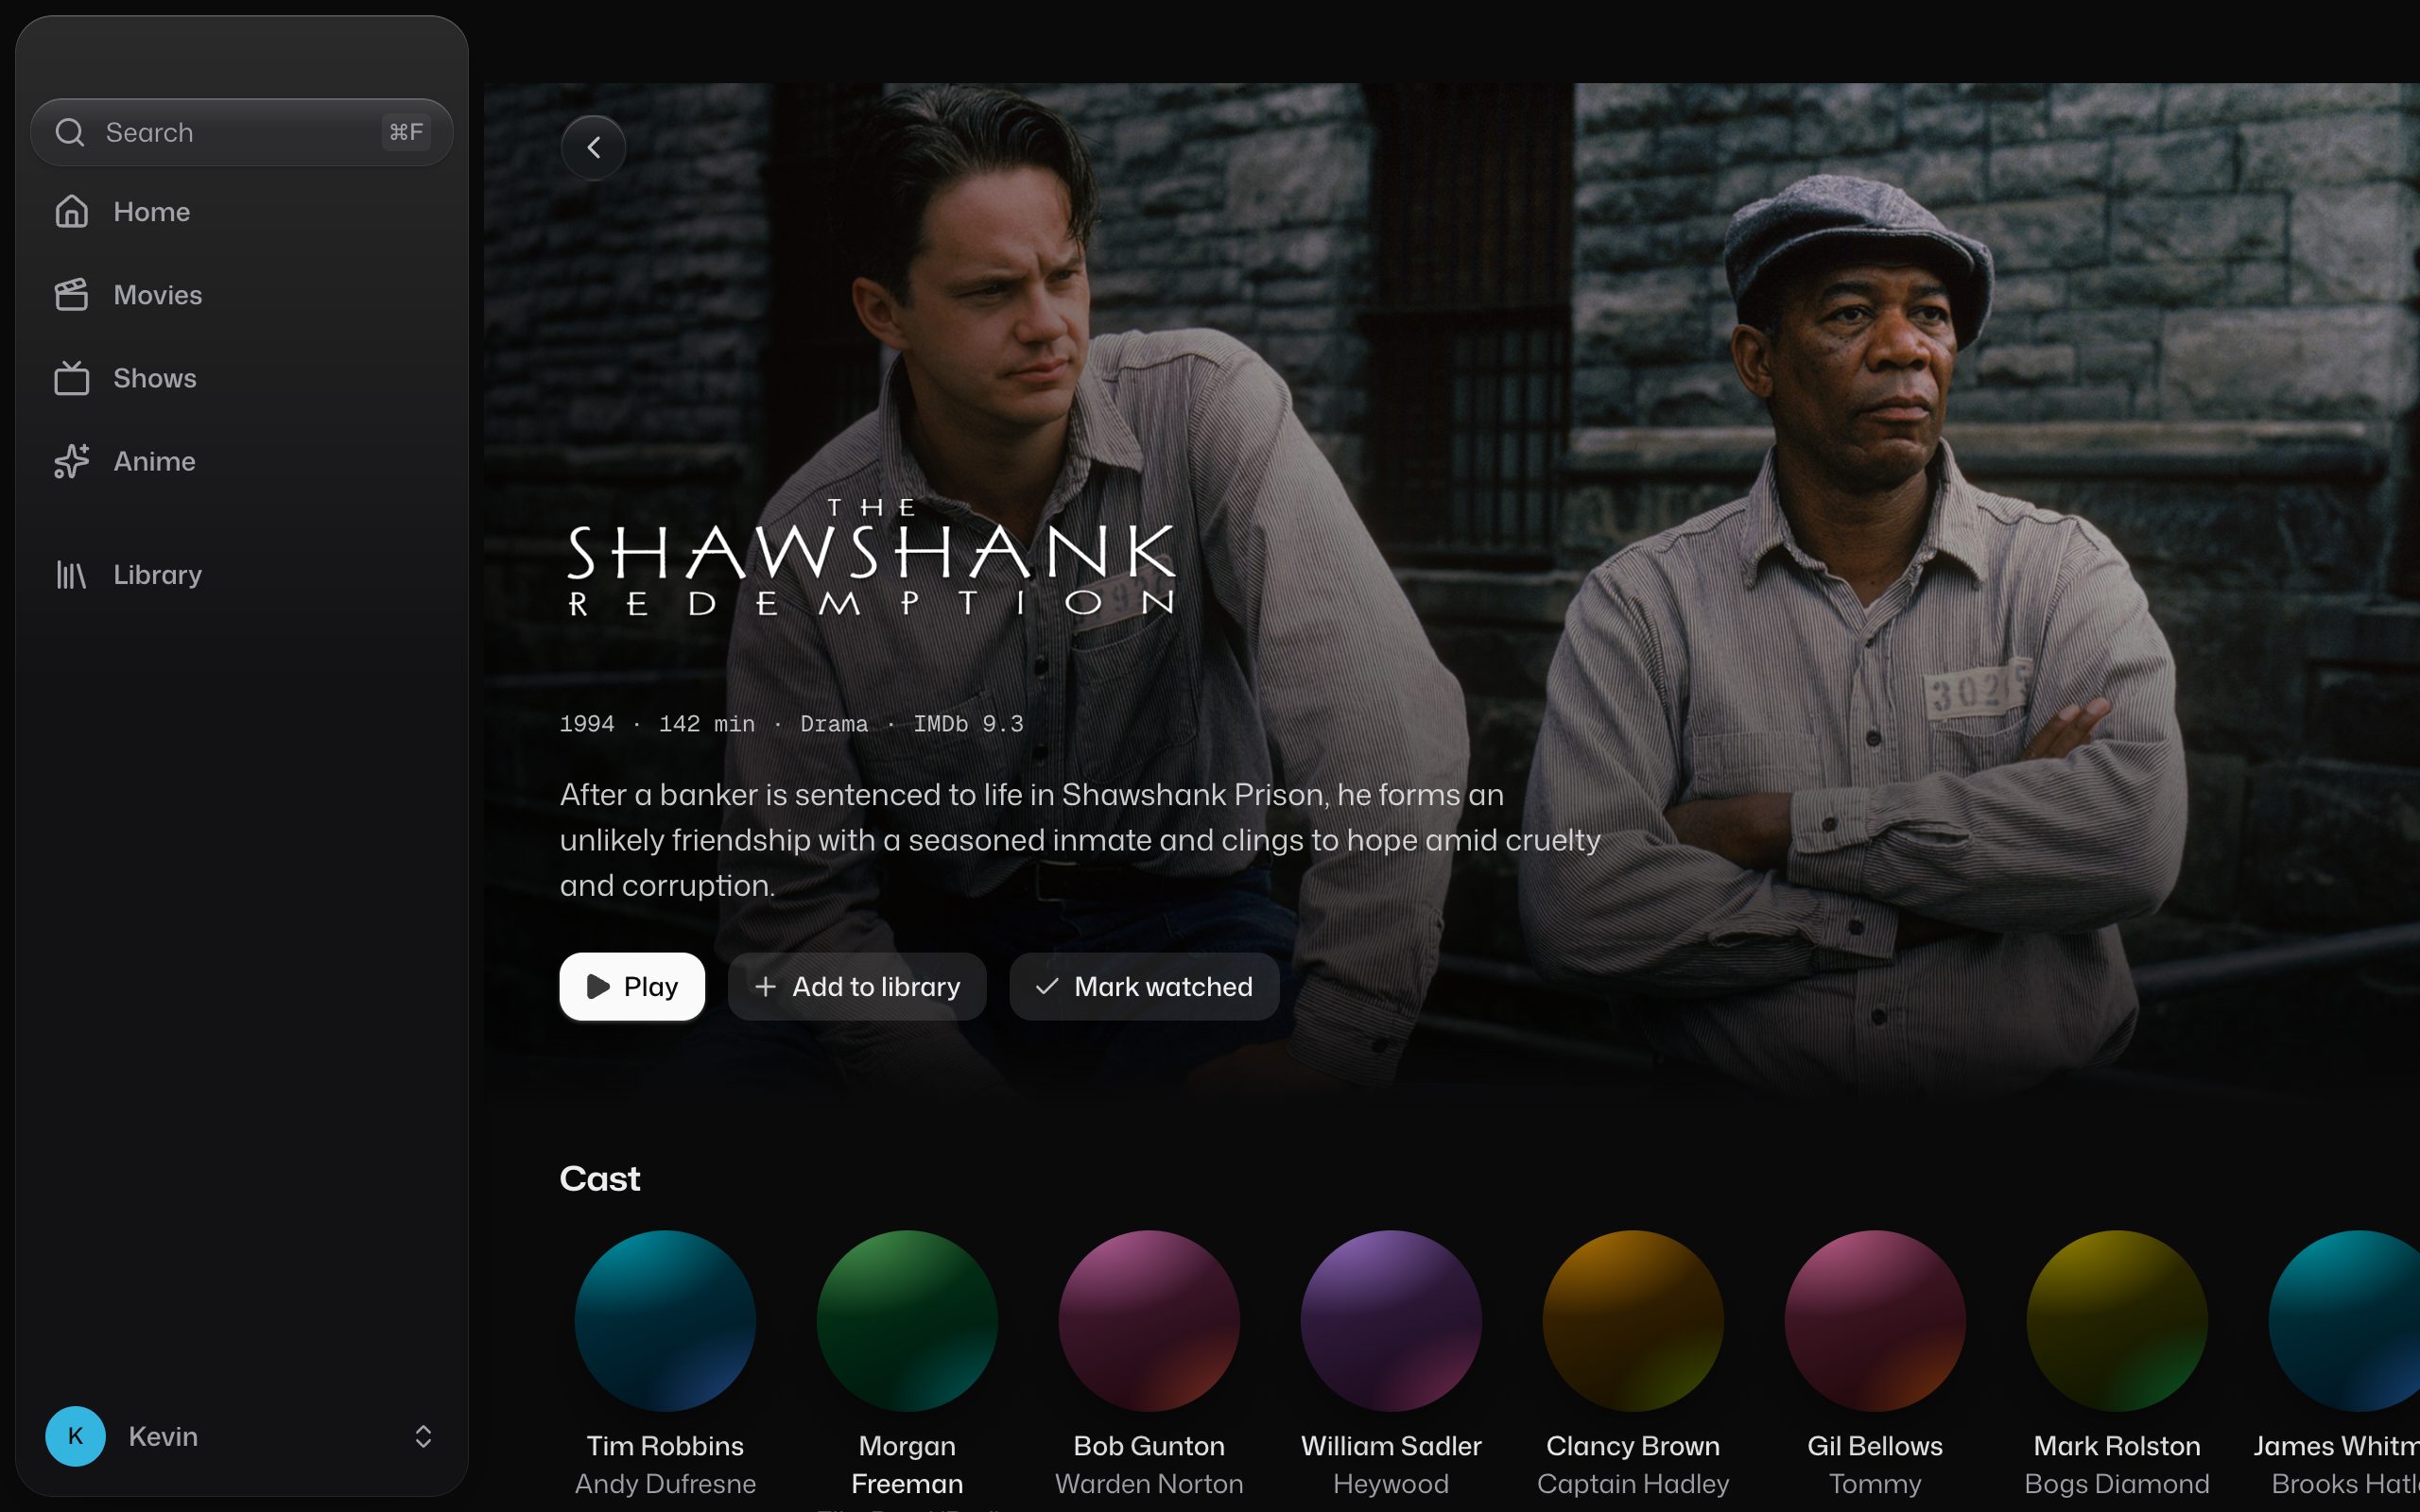 Search ⌘F
Home
Movies
Shows
Anime
Library
Kevin
K
THE
SHAWSHANK
REDEMPTION
1994 · 142 min · Drama · IMDb 9.3
After a banker is sentenced to life in Shawshank Prison, he forms an
unlikely friendship with a seasoned inmate and clings to hope amid cruelty
and corruption.
Play
Add to library
Mark watched
Cast
Tim Robbins
Andy Dufresne
Morgan
Freeman
Bob Gunton
Warden Norton
William Sadler
Heywood
Clancy Brown
Captain Hadley
Gil Bellows
Tommy
Mark Rolston
Bogs Diamond
James
Brooks